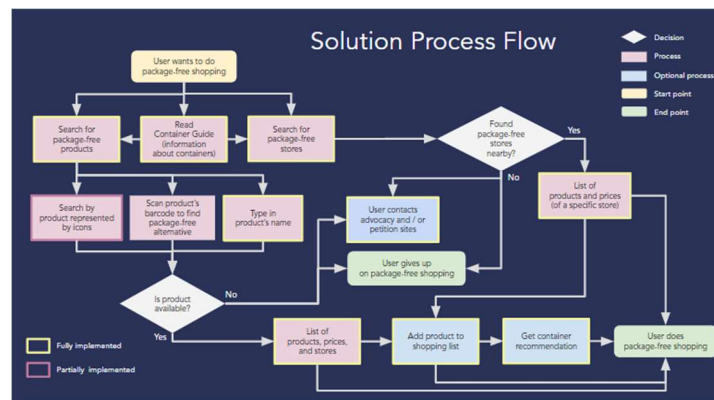 Solution Process Flow
Decision
Process
Optional process
Start point
End point
User wants to do
package-free shopping
Search for
package-free
products
Read
Container Guide
(information
about containers)
Search for
package-free
stores
Found
package-free
stores
nearby?
Yes
No
List of
products and prices
(of a specific store)
Search by
product represented
by icons
Scan product's
barcode to find
package-free
alternative
Type in
product's name
User contacts
advocacy and / or
petition sites
User gives up
on package-free shopping
Is product
available?
No
Yes
List of
products, prices,
and stores
Add product to
shopping list
Get container
recommendation
User does
package-free shopping
Fully implemented
Partially implemented